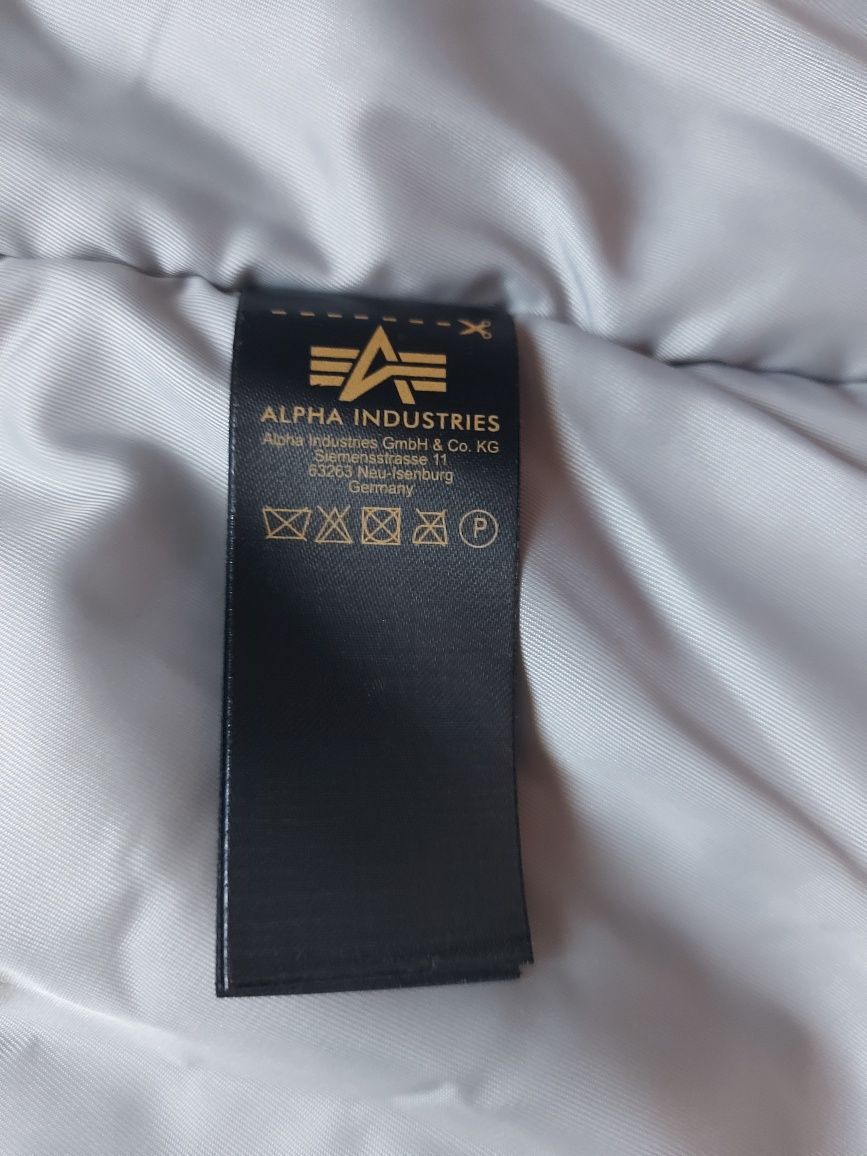 ALPHA INDUSTRIES
Alpha Industries GmbH & Co. KG
Siemensstrasse 11
63263 Neu-Isenburg
Germany
P